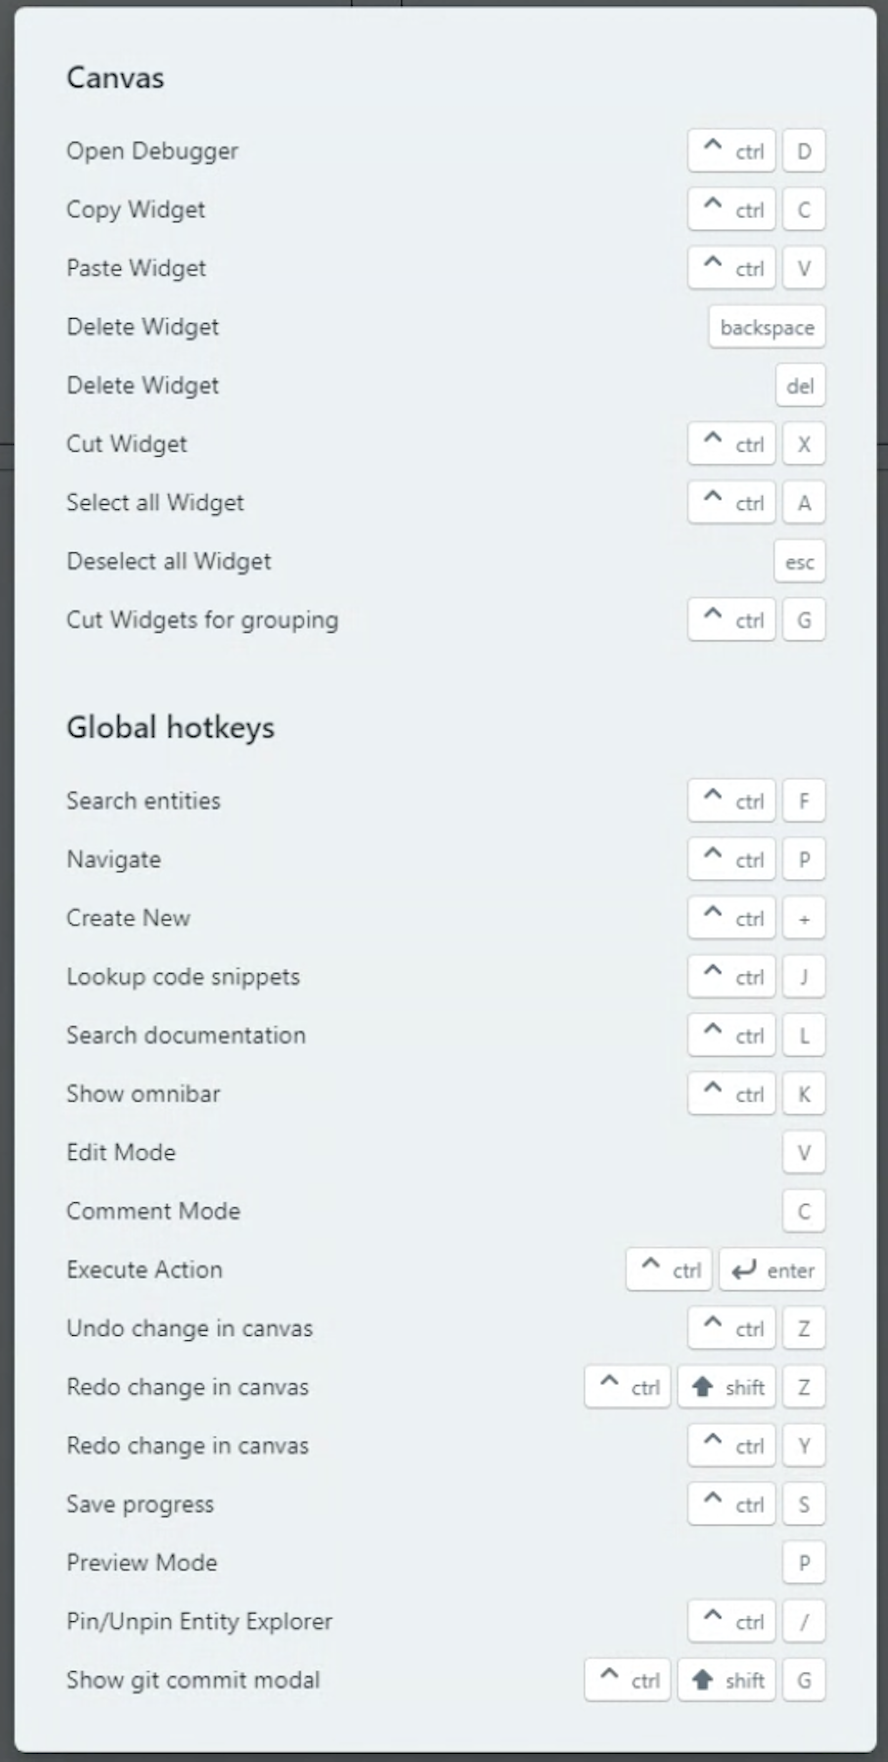 Canvas
Open Debugger ^ ctrl D
Copy Widget ^ ctrl C
Paste Widget ^ ctrl V
Delete Widget backspace
Delete Widget del
Cut Widget ^ ctrl X
Select all Widget ^ ctrl A
Deselect all Widget esc
Cut Widgets for grouping ^ ctrl G
Global hotkeys
Search entities ^ ctrl F
Navigate ^ ctrl P
Create New ^ ctrl +
Lookup code snippets ^ ctrl J
Search documentation ^ ctrl L
Show omnibar ^ ctrl K
Edit Mode V
Comment Mode C
Execute Action ^ ctrl enter
Undo change in canvas ^ ctrl Z
Redo change in canvas ^ ctrl shift Z
Redo change in canvas ^ ctrl Y
Save progress ^ ctrl S
Preview Mode P
Pin/Unpin Entity Explorer ^ ctrl /
Show git commit modal ^ ctrl shift G